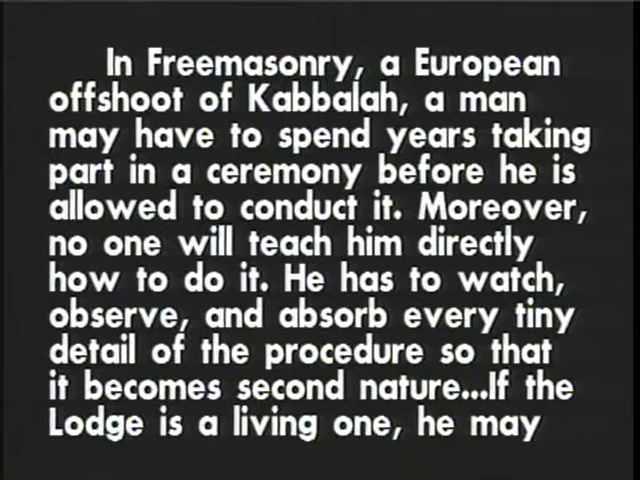 In Freemasonry, a European
offshoot of Kabbalah, a man
may have to spend years taking
part in a ceremony before he is
allowed to conduct it. Moreover,
no one will teach him directly
how to do it. He has to watch,
observe, and absorb every tiny
detail of the procedure so that
it becomes second nature...If the
Lodge is a living one, he may